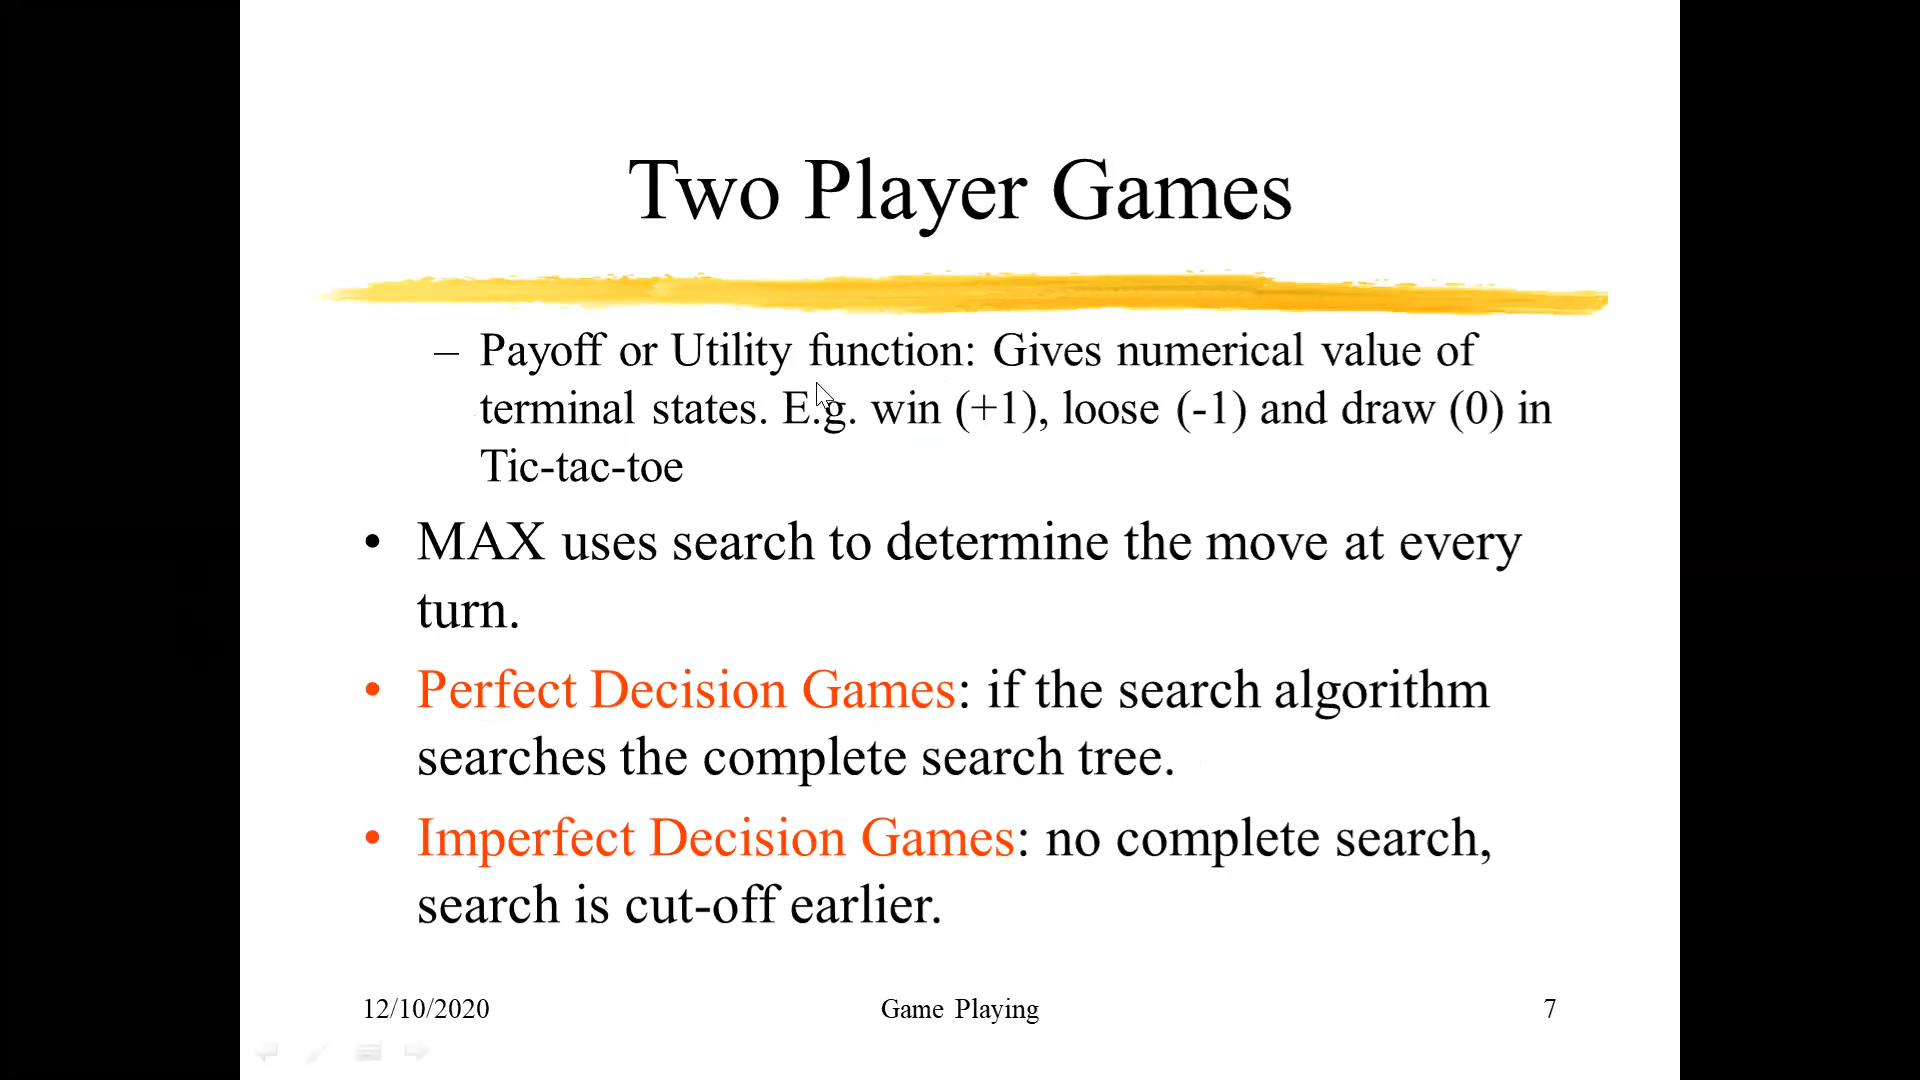 Two Player Games
– Payoff or Utility function: Gives numerical value of
terminal states. E.g. win (+1), loose (-1) and draw (0) in
Tic-tac-toe
• MAX uses search to determine the move at every
turn.
• Perfect Decision Games: if the search algorithm
searches the complete search tree.
• Imperfect Decision Games: no complete search,
search is cut-off earlier.
12/10/2020 Game Playing 7